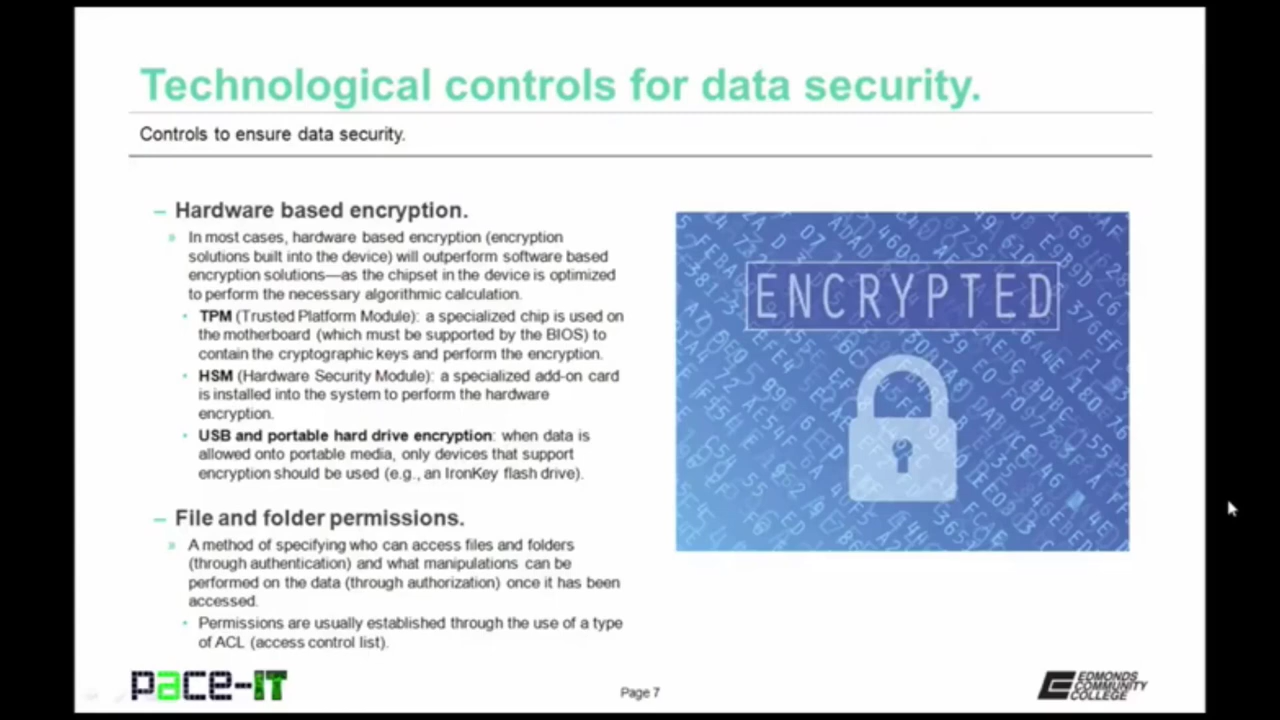 Technological controls for data security.
Controls to ensure data security.
– Hardware based encryption.
» In most cases, hardware based encryption (encryption
solutions built into the device) will outperform software based
encryption solutions—as the chipset in the device is optimized
to perform the necessary algorithmic calculation.
• TPM (Trusted Platform Module): a specialized chip is used on
the motherboard (which must be supported by the BIOS) to
contain the cryptographic keys and perform the encryption.
• HSM (Hardware Security Module): a specialized add-on card
is installed into the system to perform the hardware
encryption.
• USB and portable hard drive encryption: when data is
allowed onto portable media, only devices that support
encryption should be used (e.g., an IronKey flash drive).
– File and folder permissions.
» A method of specifying who can access files and folders
(through authentication) and what manipulations can be
performed on the data (through authorization) once it has been
accessed.
• Permissions are usually established through the use of a type
of ACL (access control list).
ENCRYPTED
pace-IT
Page 7
EDMONDS
COMMUNITY
COLLEGE